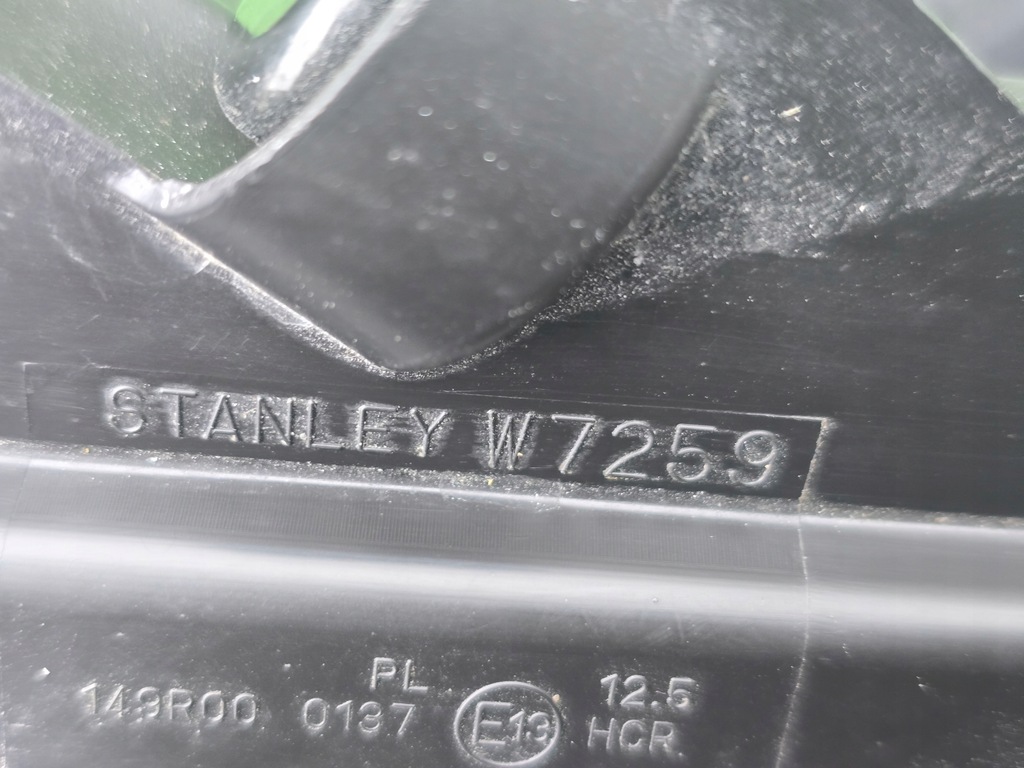 STANLEY W7259
PL 12.5
149R00 0137 E13 HCR